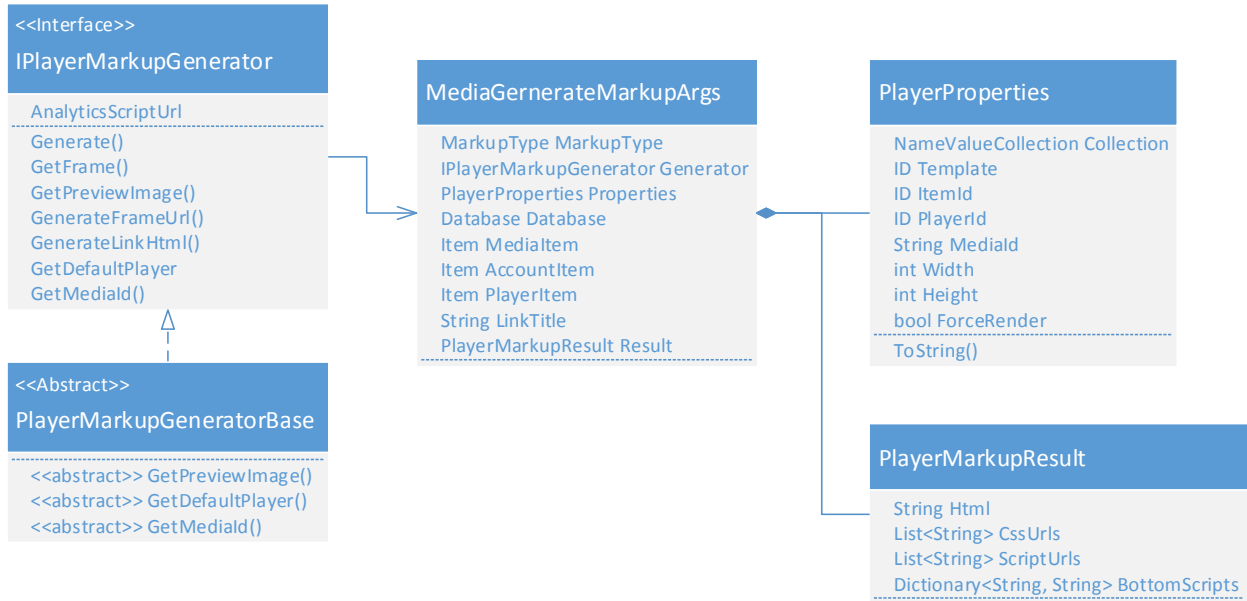 <<Interface>>
IPlayerMarkupGenerator
AnalyticsScriptUrl
Generate()
GetFrame()
GetPreviewImage()
GenerateFrameUrl()
GenerateLinkHtml()
GetDefaultPlayer
GetMediaId()
<<Abstract>>
PlayerMarkupGeneratorBase
<<abstract>> GetPreviewImage()
<<abstract>> GetDefaultPlayer()
<<abstract>> GetMediaId()
MediaGernerateMarkupArgs
MarkupType MarkupType
IPlayerMarkupGenerator Generator
PlayerProperties Properties
Database Database
Item MediaItem
Item AccountItem
Item PlayerItem
String LinkTitle
PlayerMarkupResult Result
PlayerProperties
NameValueCollection Collection
ID Template
ID ItemId
ID PlayerId
String MediaId
int Width
int Height
bool ForceRender
ToString()
PlayerMarkupResult
String Html
List<String> CssUrls
List<String> ScriptUrls
Dictionary<String, String> BottomScripts